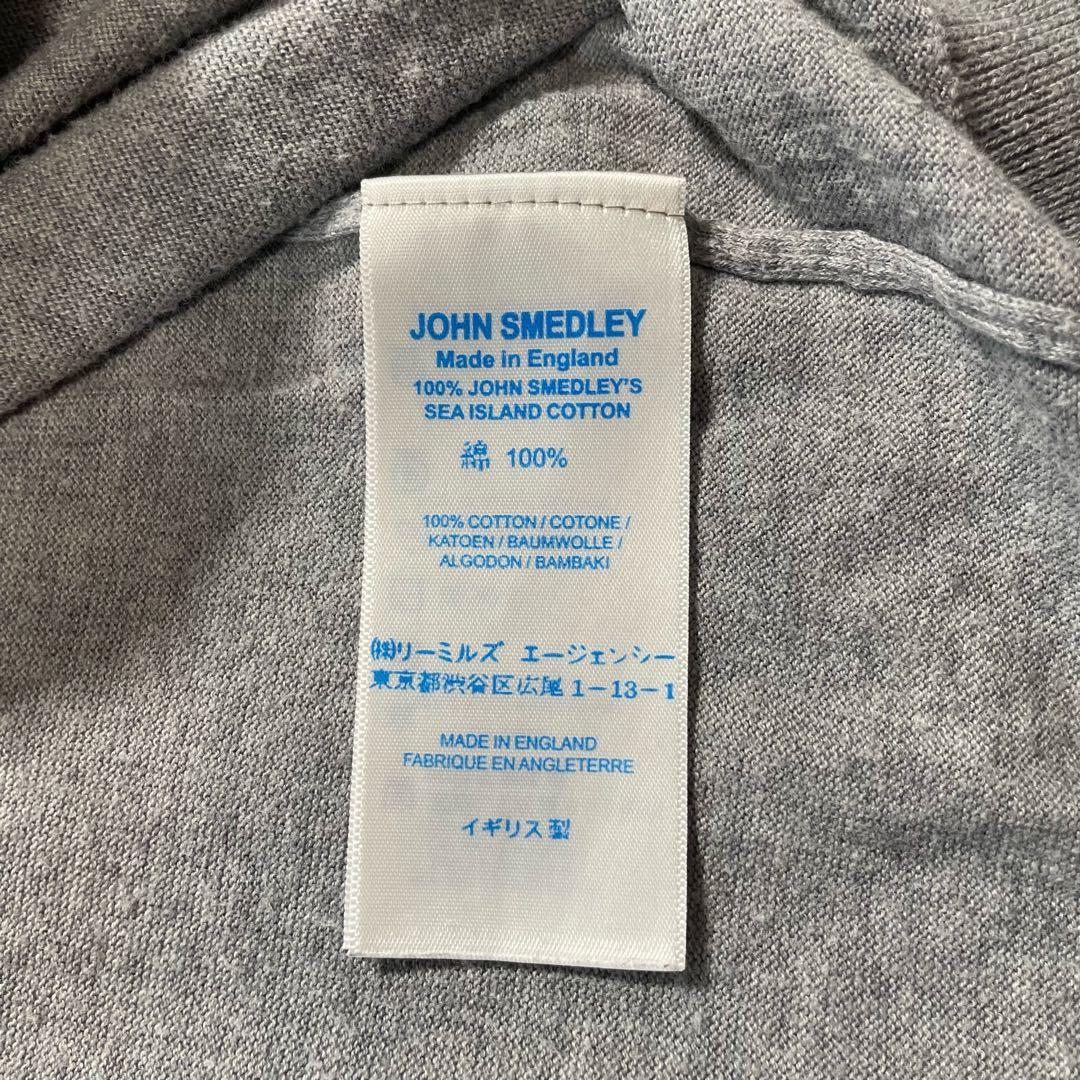 JOHN SMEDLEY
Made in England
100% JOHN SMEDLEY'S
SEA ISLAND COTTON
綿 100%
100% COTTON / COTONE /
KATOEN / BAUMWOLLE /
ALGODON / BAMBAKI
㈱リーミルズ エージェンシー
東京都渋谷区広尾1-13-1
MADE IN ENGLAND
FABRIQUE EN ANGLETERRE
イギリス製